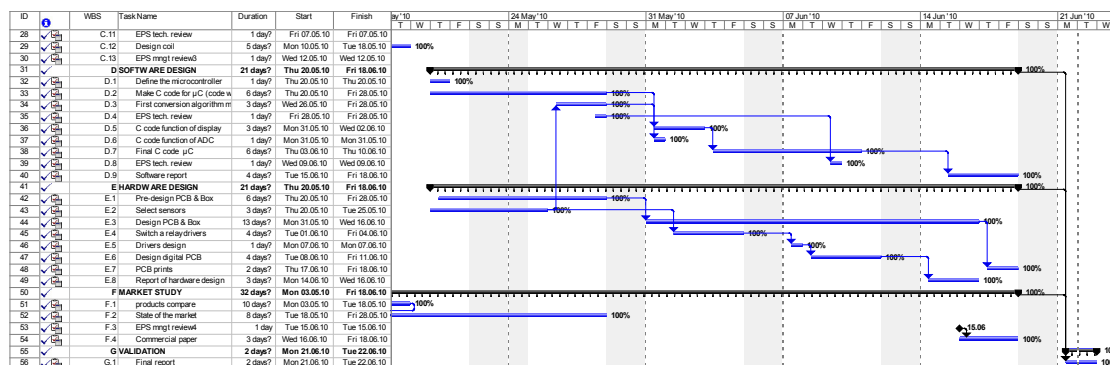 ID WBS Task Name Duration Start Finish ay '10 24 May '10 31 May '10 07 Jun '10 14 Jun '10 21 Jun '10
T W T F S S M T W T F S S M T W T F S S M T W T F S S M T W T F S S M T W
28 C.11 EPS tech. review 1 day? Fri 07.05.10 Fri 07.05.10
29 C.12 Design coil 5 days? Mon 10.05.10 Tue 18.05.10 100%
30 C.13 EPS mngt review3 1 day? Wed 12.05.10 Wed 12.05.10
31 D SOFTWARE DESIGN 21 days? Thu 20.05.10 Fri 18.06.10 100%
32 D.1 Define the microcontroller 1 day? Thu 20.05.10 Thu 20.05.10 100%
33 D.2 Make C code for µC (code w 6 days? Thu 20.05.10 Fri 28.05.10 100%
34 D.3 First conversion algorithm m 3 days? Wed 26.05.10 Fri 28.05.10 100%
35 D.4 EPS tech. review 1 day? Fri 28.05.10 Fri 28.05.10 100%
36 D.5 C code function of display 3 days? Mon 31.05.10 Wed 02.06.10 100%
37 D.6 C code function of ADC 1 day? Mon 31.05.10 Mon 31.05.10 100%
38 D.7 Final C code µC 6 days? Thu 03.06.10 Thu 10.06.10 100%
39 D.8 EPS tech. review 1 day? Wed 09.06.10 Wed 09.06.10 100%
40 D.9 Software report 4 days? Tue 15.06.10 Fri 18.06.10 100%
41 E HARDWARE DESIGN 21 days? Thu 20.05.10 Fri 18.06.10 100%
42 E.1 Pre-design PCB & Box 6 days? Thu 20.05.10 Fri 28.05.10 100%
43 E.2 Select sensors 3 days? Thu 20.05.10 Tue 25.05.10 100%
44 E.3 Design PCB & Box 13 days? Mon 31.05.10 Wed 16.06.10 100%
45 E.4 Switch a relay drivers 4 days? Tue 01.06.10 Fri 04.06.10 100%
46 E.5 Drivers design 1 day? Mon 07.06.10 Mon 07.06.10 100%
47 E.6 Design digital PCB 4 days? Tue 08.06.10 Fri 11.06.10 100%
48 E.7 PCB prints 2 days? Thu 17.06.10 Fri 18.06.10 100%
49 E.8 Report of hardware design 3 days? Mon 14.06.10 Wed 16.06.10 100%
50 F MARKET STUDY 32 days? Mon 03.05.10 Fri 18.06.10 100%
51 F.1 products compare 10 days? Mon 03.05.10 Tue 18.05.10 100%
52 F.2 State of the market 8 days? Tue 18.05.10 Fri 28.05.10 100%
53 F.3 EPS mngt review4 1 day Tue 15.06.10 Tue 15.06.10 15.06
54 F.4 Commercial paper 3 days? Wed 16.06.10 Fri 18.06.10 100%
55 G VALIDATION 2 days? Mon 21.06.10 Tue 22.06.10
56 G.1 Final report 2 days? Mon 21.06.10 Tue 22.06.10